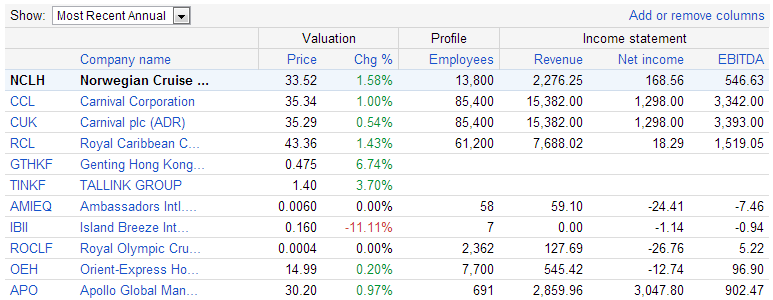 Show: Most Recent Annual Add or remove columns
Valuation Profile Income statement
Company name Price Chg % Employees Revenue Net income EBITDA
NCLH Norwegian Cruise ... 33.52 1.58% 13,800 2,276.25 168.56 546.63
CCL Carnival Corporation 35.34 1.00% 85,400 15,382.00 1,298.00 3,342.00
CUK Carnival plc (ADR) 35.29 0.54% 85,400 15,382.00 1,298.00 3,393.00
RCL Royal Caribbean C... 43.36 1.43% 61,200 7,688.02 18.29 1,519.05
GTHKF Genting Hong Kong... 0.475 6.74%
TINKF TALLINK GROUP 1.40 3.70%
AMIEQ Ambassadors Intl.... 0.0060 0.00% 58 59.10 -24.41 -7.46
IBII Island Breeze Int... 0.160 -11.11% 7 0.00 -1.14 -0.94
ROCLF Royal Olympic Cru... 0.0004 0.00% 2,362 127.69 -26.76 5.22
OEH Orient-Express Ho... 14.99 0.20% 7,700 545.42 -12.74 96.90
APO Apollo Global Man... 30.20 0.97% 691 2,859.96 3,047.80 902.47